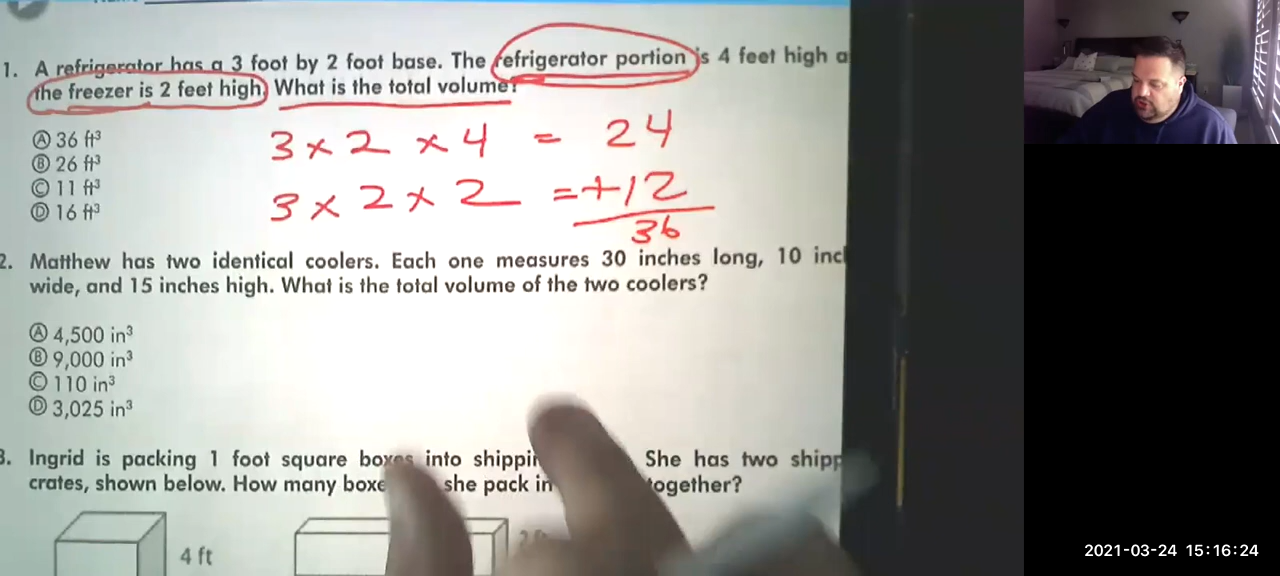 1. A refrigerator has a 3 foot by 2 foot base. The refrigerator portion is 4 feet high a
the freezer is 2 feet high. What is the total volume?
Ⓐ 36 ft³
Ⓑ 26 ft³
Ⓒ 11 ft³
Ⓓ 16 ft³
3 x 2 x 4 = 24
3 x 2 x 2 = +12
36
2. Matthew has two identical coolers. Each one measures 30 inches long, 10 inc
wide, and 15 inches high. What is the total volume of the two coolers?
Ⓐ 4,500 in³
Ⓑ 9,000 in³
Ⓒ 110 in³
Ⓓ 3,025 in³
3. Ingrid is packing 1 foot square boxes into shippi She has two shipp
crates, shown below. How many boxe she pack in together?
4 ft
2021-03-24 15:16:24